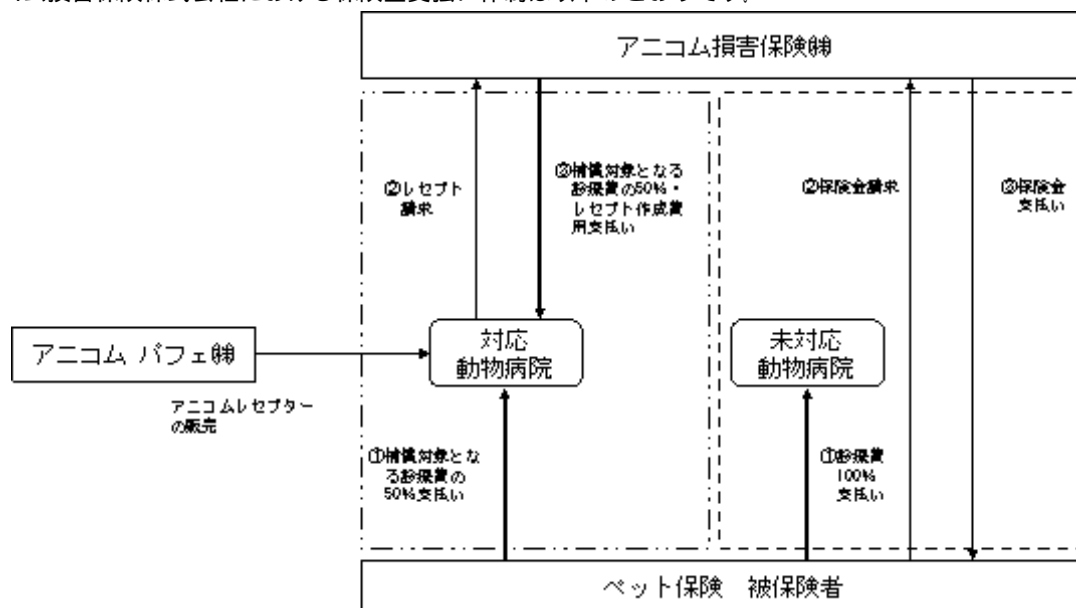 アニコム損害保険㈱
②レセプト
請求
③補償対象となる
診療費の50%・
レセプト作成費
用支払い
②保険金請求
③保険金
支払い
アニコム パフェ㈱
対応
動物病院
未対応
動物病院
アニコムレセプター
の販売
①補償対象とな
る診療費の
50%支払い
①診療費
100%
支払い
ペット保険 被保険者